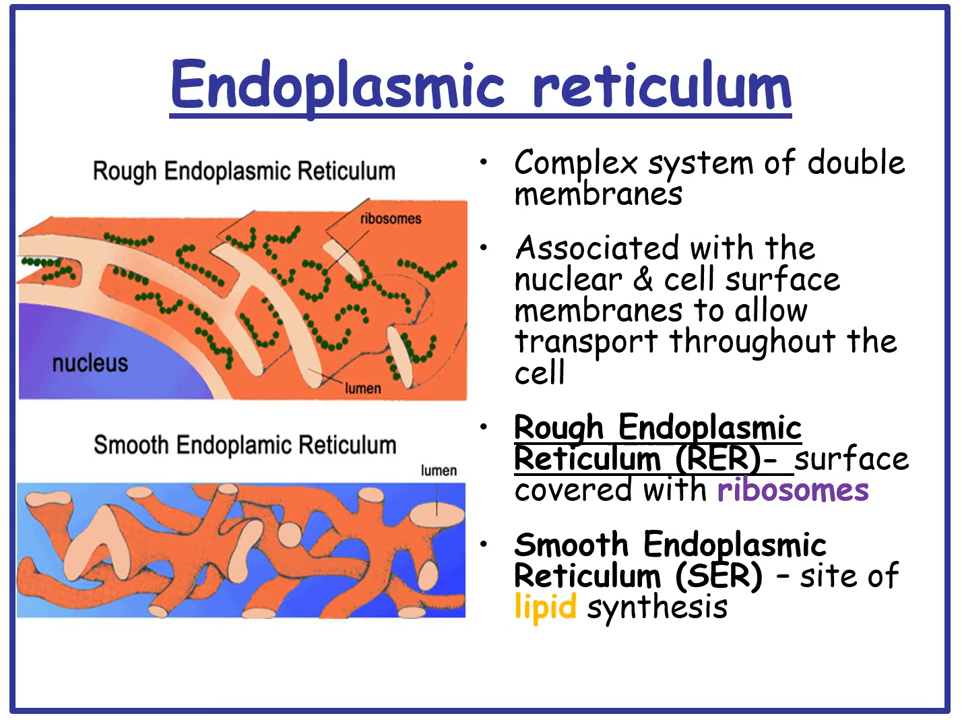 Endoplasmic reticulum
Rough Endoplasmic Reticulum
ribosomes
nucleus
lumen
Smooth Endoplamic Reticulum
lumen
• Complex system of double
membranes
• Associated with the
nuclear & cell surface
membranes to allow
transport throughout the
cell
• Rough Endoplasmic
Reticulum (RER)- surface
covered with ribosomes
• Smooth Endoplasmic
Reticulum (SER) – site of
lipid synthesis